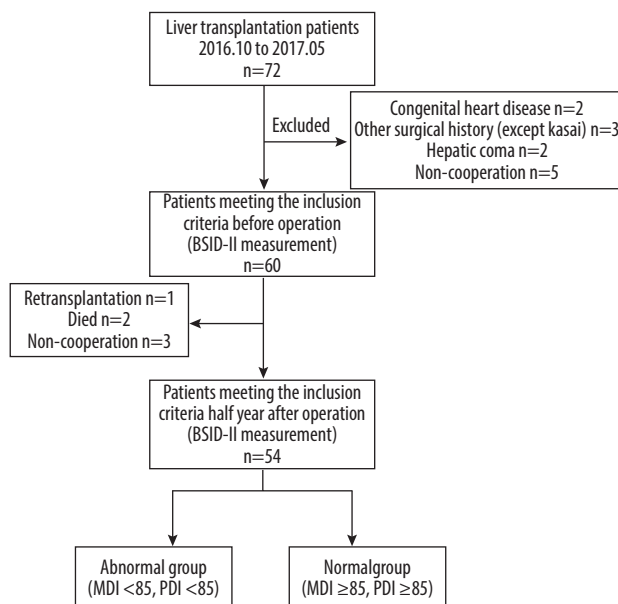 Liver transplantation patients
2016.10 to 2017.05
n=72
Excluded
Congenital heart disease n=2
Other surgical history (except kasai) n=3
Hepatic coma n=2
Non-cooperation n=5
Patients meeting the inclusion
criteria before operation
(BSID-II measurement)
n=60
Retransplantation n=1
Died n=2
Non-cooperation n=3
Patients meeting the inclusion
criteria half year after operation
(BSID-II measurement)
n=54
Abnormal group
(MDI <85, PDI <85)
Normalgroup
(MDI ≥85, PDI ≥85)